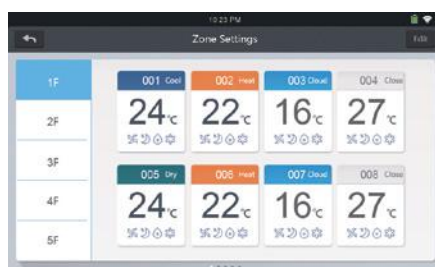 10:23 PM
Zone Settings
Edit
1F
2F
3F
4F
5F
001 Cool
002 Heat
003 Cloud
004 Close
24℃
22℃
16℃
27℃
005 Dry
006 Heat
007 Cloud
008 Close
24℃
22℃
16℃
27℃